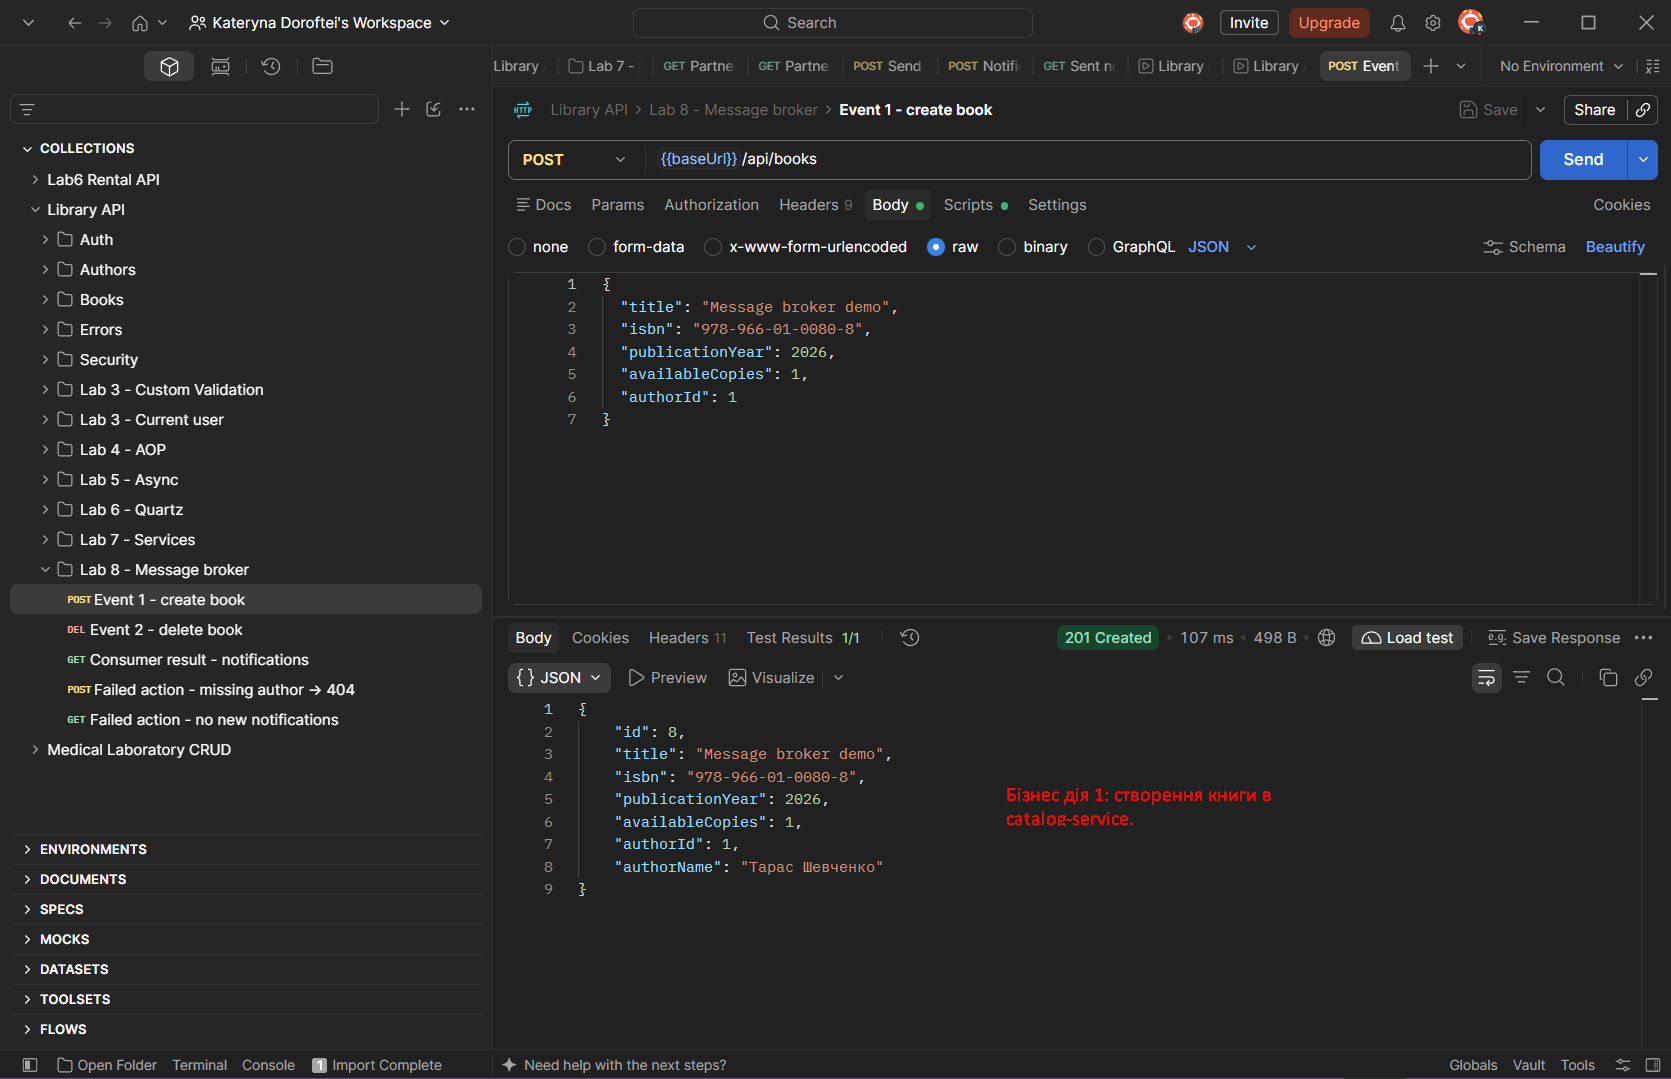 Kateryna Doroftei's Workspace
Search
Invite
Upgrade
Library
Lab 7 -
GET Partne
GET Partne
POST Send
POST Notifi
GET Sent n
Library
Library
POST Event
No Environment
Library API > Lab 8 - Message broker > Event 1 - create book
Save
Share
COLLECTIONS
Lab6 Rental API
Library API
Auth
Authors
Books
Errors
Security
Lab 3 - Custom Validation
Lab 3 - Current user
Lab 4 - AOP
Lab 5 - Async
Lab 6 - Quartz
Lab 7 - Services
Lab 8 - Message broker
POST Event 1 - create book
DEL Event 2 - delete book
GET Consumer result - notifications
POST Failed action - missing author → 404
GET Failed action - no new notifications
Medical Laboratory CRUD
ENVIRONMENTS
DOCUMENTS
SPECS
MOCKS
DATASETS
TOOLSETS
FLOWS
HTTP
POST
{{baseUrl}} /api/books
Send
Docs Params Authorization Headers 9 Body Scripts Settings
Cookies
none form-data x-www-form-urlencoded raw binary GraphQL JSON
Schema Beautify
1 {
2 "title": "Message broker demo",
3 "isbn": "978-966-01-0080-8",
4 "publicationYear": 2026,
5 "availableCopies": 1,
6 "authorId": 1
7 }
Body Cookies Headers 11 Test Results 1/1
201 Created • 107 ms • 498 B •
Load test
e.g. Save Response
{} JSON
Preview
Visualize
1 {
2 "id": 8,
3 "title": "Message broker demo",
4 "isbn": "978-966-01-0080-8",
5 "publicationYear": 2026,
6 "availableCopies": 1,
7 "authorId": 1,
8 "authorName": "Тарас Шевченко"
9 }
Бізнес дія 1: створення книги в
catalog-service.
Open Folder Terminal Console 1 Import Complete
Need help with the next steps?
Globals Vault Tools